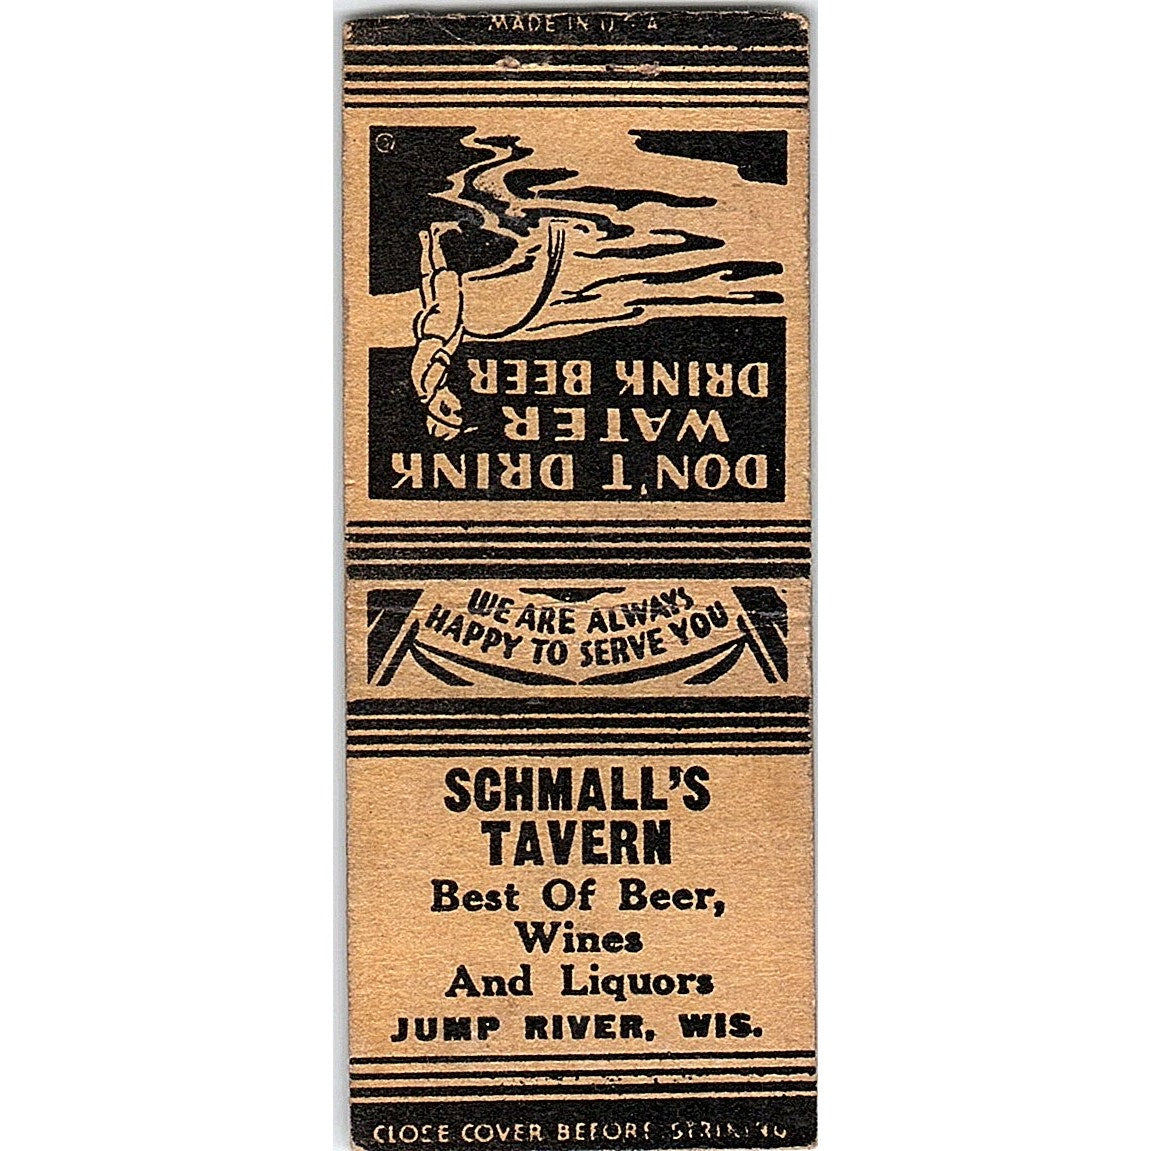 MADE IN U.S.A
DON'T DRINK
WATER
DRINK BEER
WE ARE ALWAYS
HAPPY TO SERVE YOU
SCHMALL'S
TAVERN
Best Of Beer,
Wines
And Liquors
JUMP RIVER, WIS.
CLOSE COVER BEFORE STRIKING